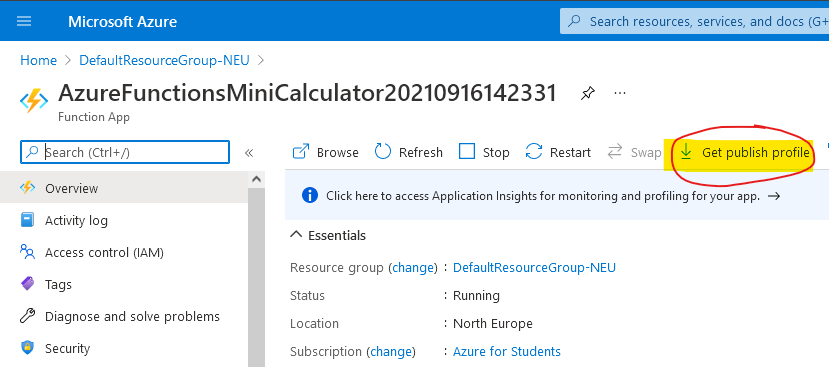 Microsoft Azure
Search resources, services, and docs (G+
Home > DefaultResourceGroup-NEU >
AzureFunctionsMiniCalculator20210916142331 ...
Function App
Search (Ctrl+/) «
Browse Refresh Stop Restart Swap Get publish profile
Overview
Activity log
Access control (IAM)
Tags
Diagnose and solve problems
Security
Click here to access Application Insights for monitoring and profiling for your app. →
Essentials
Resource group (change) : DefaultResourceGroup-NEU
Status : Running
Location : North Europe
Subscription (change) : Azure for Students